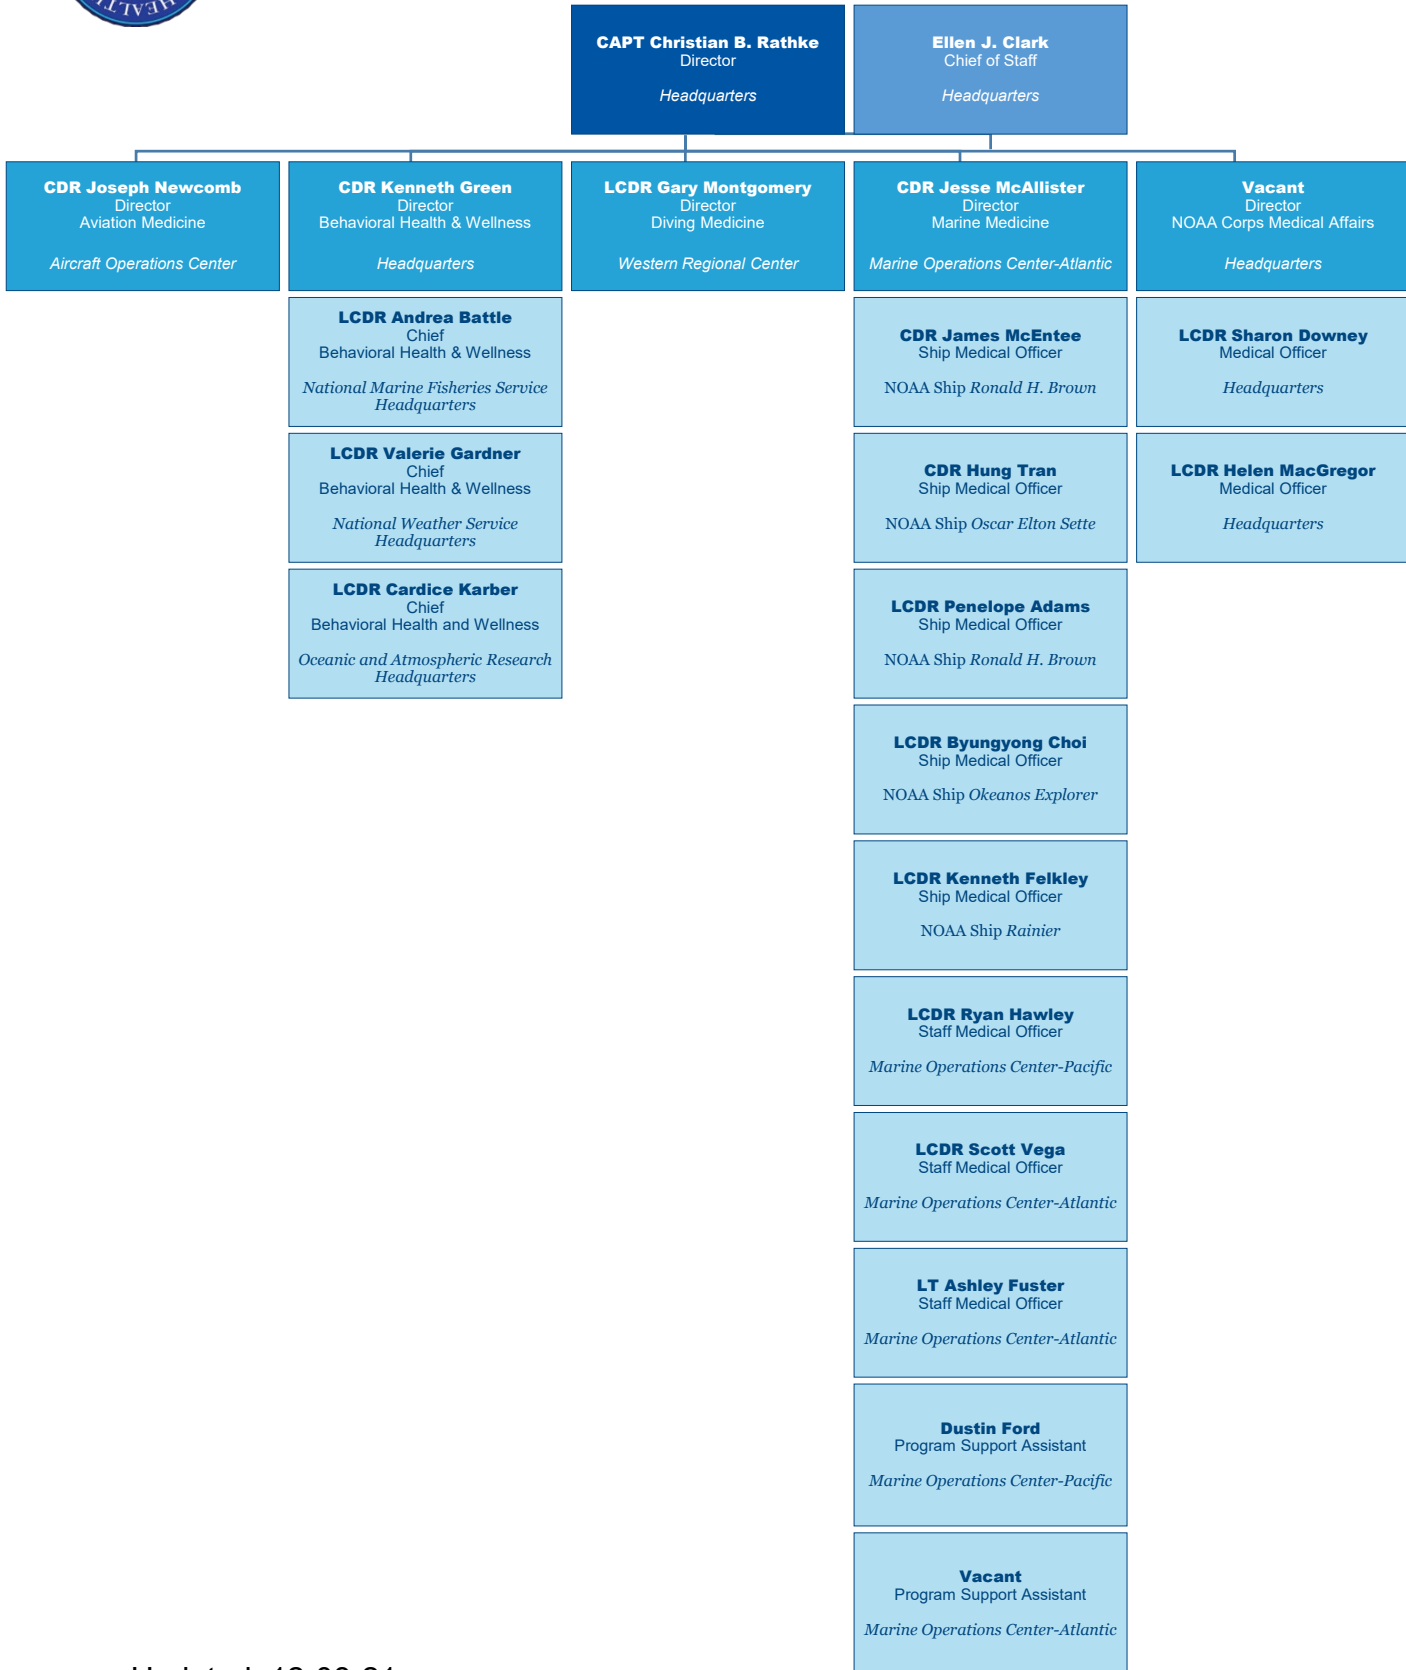 HEALTH
CAPT Christian B. Rathke
Director
Headquarters
Ellen J. Clark
Chief of Staff
Headquarters
CDR Joseph Newcomb
Director
Aviation Medicine
Aircraft Operations Center
CDR Kenneth Green
Director
Behavioral Health & Wellness
Headquarters
LCDR Gary Montgomery
Director
Diving Medicine
Western Regional Center
CDR Jesse McAllister
Director
Marine Medicine
Marine Operations Center-Atlantic
Vacant
Director
NOAA Corps Medical Affairs
Headquarters
LCDR Andrea Battle
Chief
Behavioral Health & Wellness
National Marine Fisheries Service
Headquarters
LCDR Valerie Gardner
Chief
Behavioral Health & Wellness
National Weather Service
Headquarters
LCDR Cardice Karber
Chief
Behavioral Health and Wellness
Oceanic and Atmospheric Research
Headquarters
CDR James McEntee
Ship Medical Officer
NOAA Ship Ronald H. Brown
CDR Hung Tran
Ship Medical Officer
NOAA Ship Oscar Elton Sette
LCDR Penelope Adams
Ship Medical Officer
NOAA Ship Ronald H. Brown
LCDR Byungyong Choi
Ship Medical Officer
NOAA Ship Okeanos Explorer
LCDR Kenneth Felkley
Ship Medical Officer
NOAA Ship Rainier
LCDR Ryan Hawley
Staff Medical Officer
Marine Operations Center-Pacific
LCDR Scott Vega
Staff Medical Officer
Marine Operations Center-Atlantic
LT Ashley Fuster
Staff Medical Officer
Marine Operations Center-Atlantic
Dustin Ford
Program Support Assistant
Marine Operations Center-Pacific
Vacant
Program Support Assistant
Marine Operations Center-Atlantic
LCDR Sharon Downey
Medical Officer
Headquarters
LCDR Helen MacGregor
Medical Officer
Headquarters